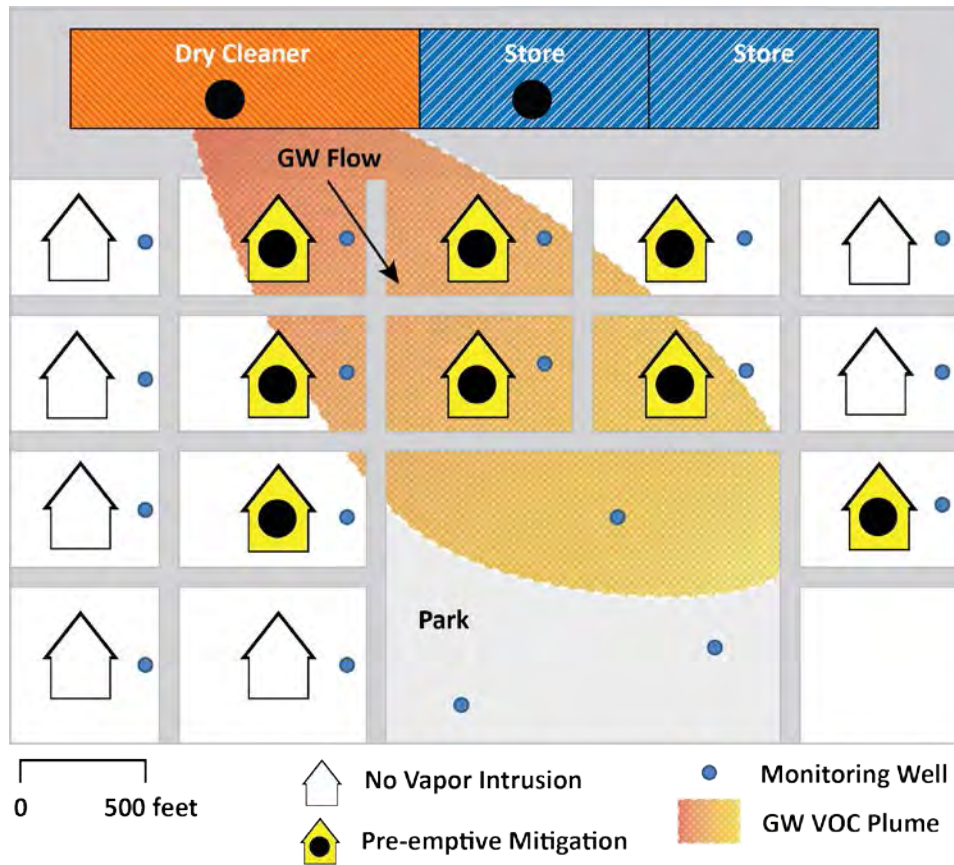 Dry Cleaner
Store
Store
GW Flow
Park
0
500 feet
No Vapor Intrusion
Pre-emptive Mitigation
Monitoring Well
GW VOC Plume